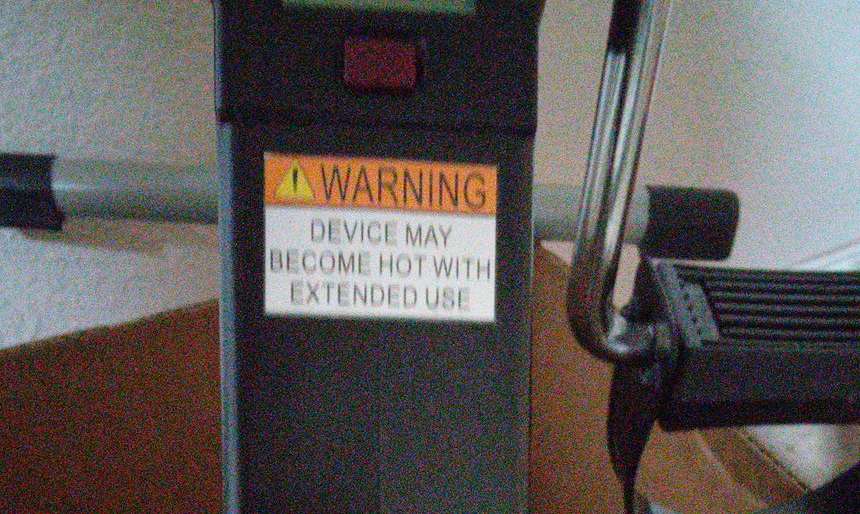 WARNING
DEVICE MAY
BECOME HOT WITH
EXTENDED USE